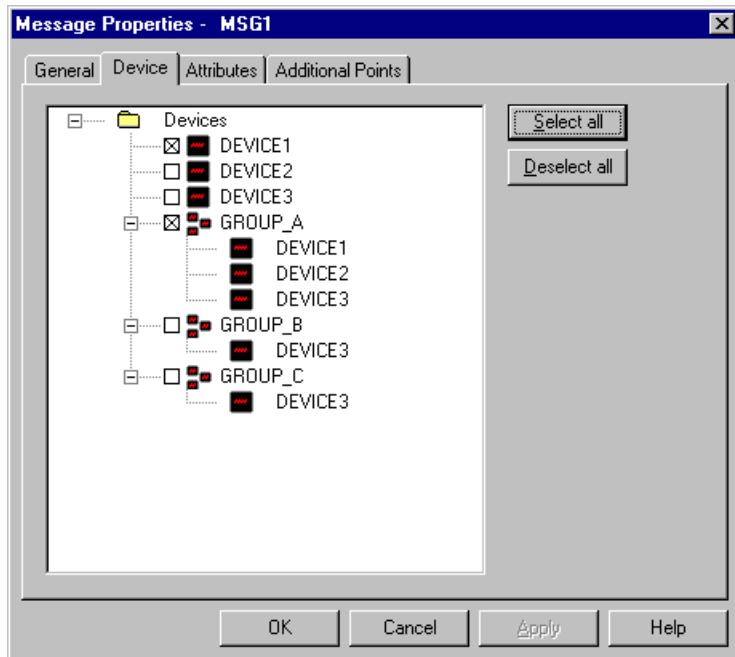 Message Properties - MSG1
General Device Attributes Additional Points
Devices
DEVICE1
DEVICE2
DEVICE3
GROUP_A
DEVICE1
DEVICE2
DEVICE3
GROUP_B
DEVICE3
GROUP_C
DEVICE3
Select all
Deselect all
OK Cancel Apply Help